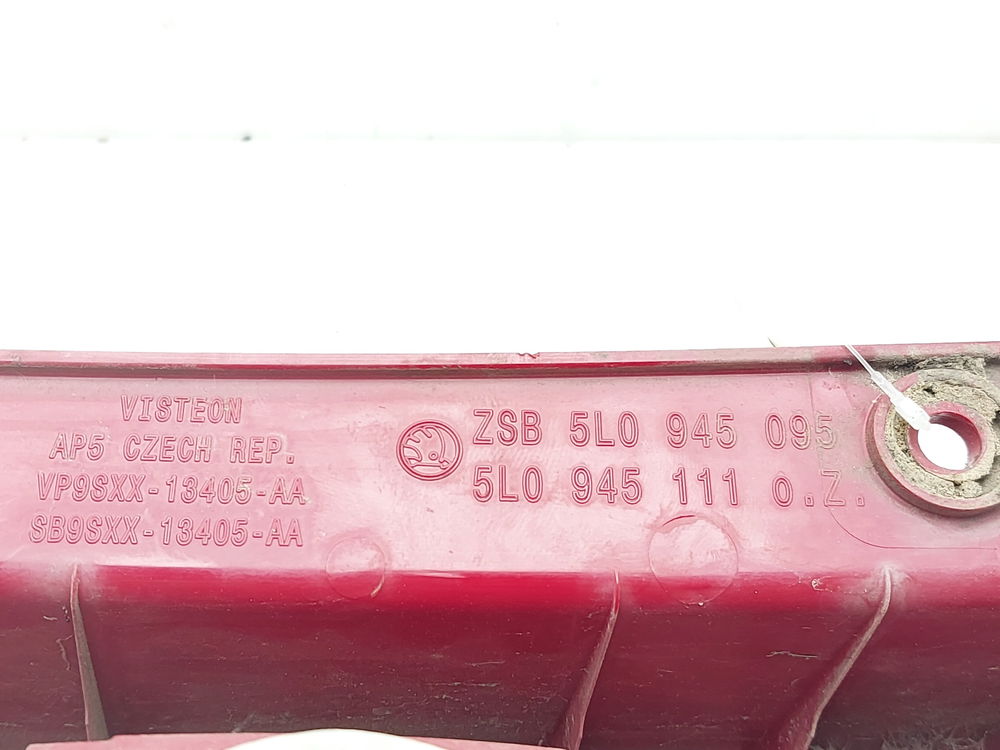 VISTEON
AP5 CZECH REP.
VP9SXX-13405-AA
SB9SXX-13405-AA
ZSB 5L0 945 095
5L0 945 111 o.Z.